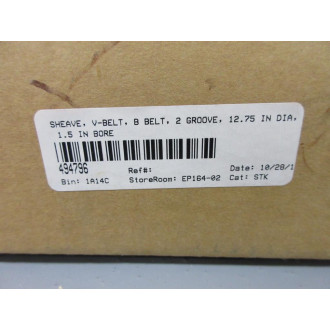 SHEAVE, V-BELT, B BELT, 2 GROOVE, 12.75 IN DIA,
1.5 IN BORE
494796
Ref#: Date: 10/28/1
Bin: 1A14C StoreRoom: EP164-02 Cat: STK